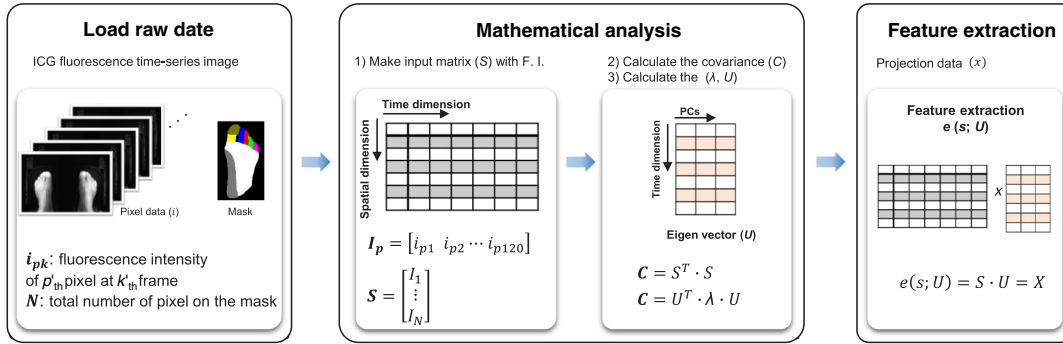 Load raw date
ICG fluorescence time-series image
Pixel data (i)
Mask
i_pk: fluorescence intensity
of p'th pixel at k'th frame
N: total number of pixel on the mask
Mathematical analysis
1) Make input matrix (S) with F. I.
Time dimension
Spatial dimension
I_p = [i_p1 i_p2 ⋯ i_p120]
S = [I_1 ⋮ I_N]
2) Calculate the covariance (C)
3) Calculate the (λ, U)
PCs
Time dimension
Eigen vector (U)
C = S^T · S
C = U^T · λ · U
Feature extraction
Projection data (x)
Feature extraction
e (s; U)
x
e(s; U) = S · U = X